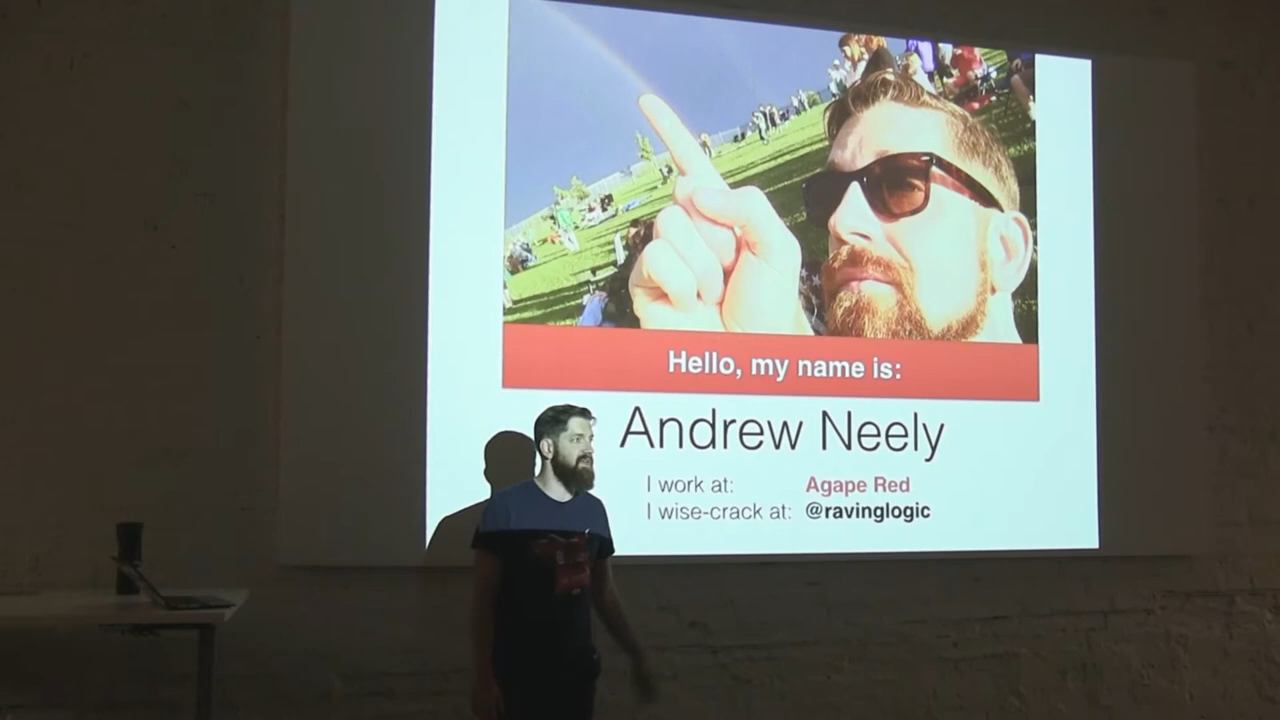 Hello, my name is:
Andrew Neely
I work at: Agape Red
I wise-crack at: @ravinglogic